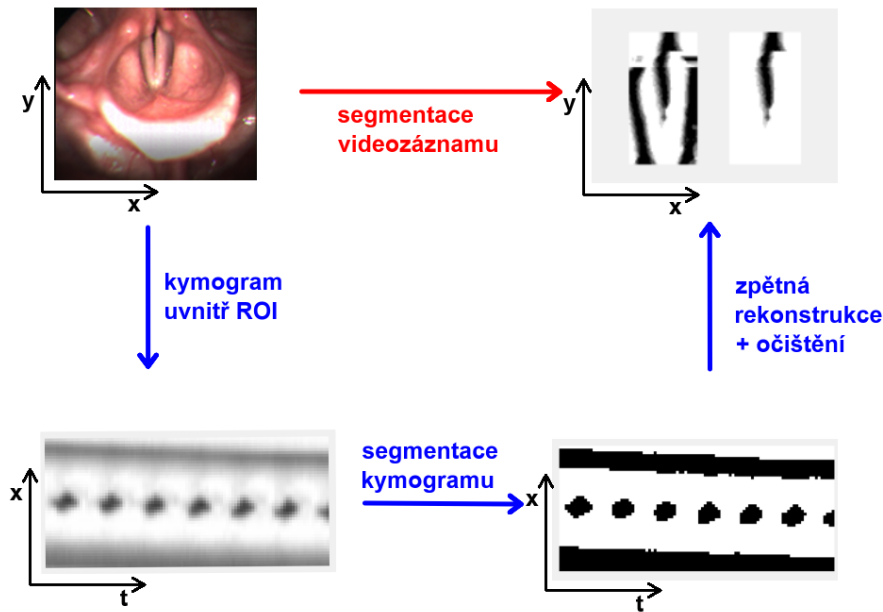 y
x
segmentace
videozáznamu
y
x
kymogram
uvnitř ROI
zpětná
rekonstrukce
+ očištění
x
t
segmentace
kymogramu
x
t